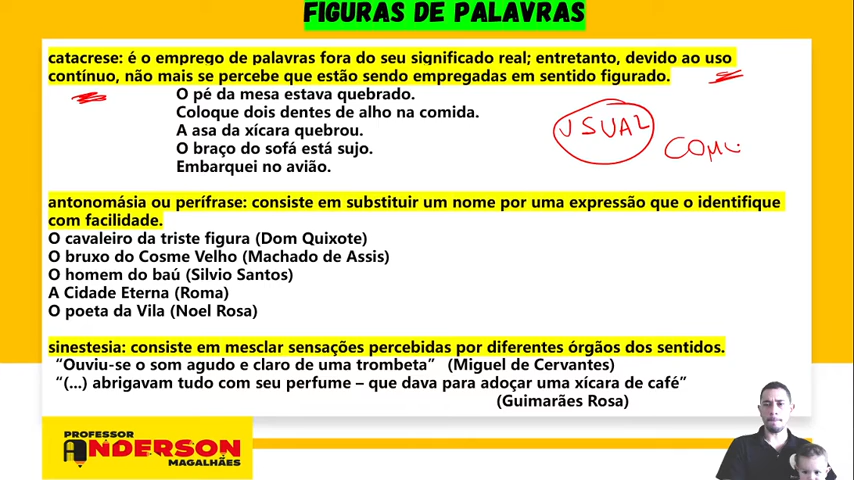 FIGURAS DE PALAVRAS
catacrese: é o emprego de palavras fora do seu significado real; entretanto, devido ao uso
contínuo, não mais se percebe que estão sendo empregadas em sentido figurado.
O pé da mesa estava quebrado.
Coloque dois dentes de alho na comida.
A asa da xícara quebrou.
O braço do sofá está sujo.
Embarquei no avião.
USUAL
COMU
antonomásia ou perífrase: consiste em substituir um nome por uma expressão que o identifique
com facilidade.
O cavaleiro da triste figura (Dom Quixote)
O bruxo do Cosme Velho (Machado de Assis)
O homem do baú (Silvio Santos)
A Cidade Eterna (Roma)
O poeta da Vila (Noel Rosa)
sinestesia: consiste em mesclar sensações percebidas por diferentes órgãos dos sentidos.
“Ouviu-se o som agudo e claro de uma trombeta” (Miguel de Cervantes)
“(...) abrigavam tudo com seu perfume – que dava para adoçar uma xícara de café”
(Guimarães Rosa)
PROFESSOR
ANDERSON
MAGALHÃES